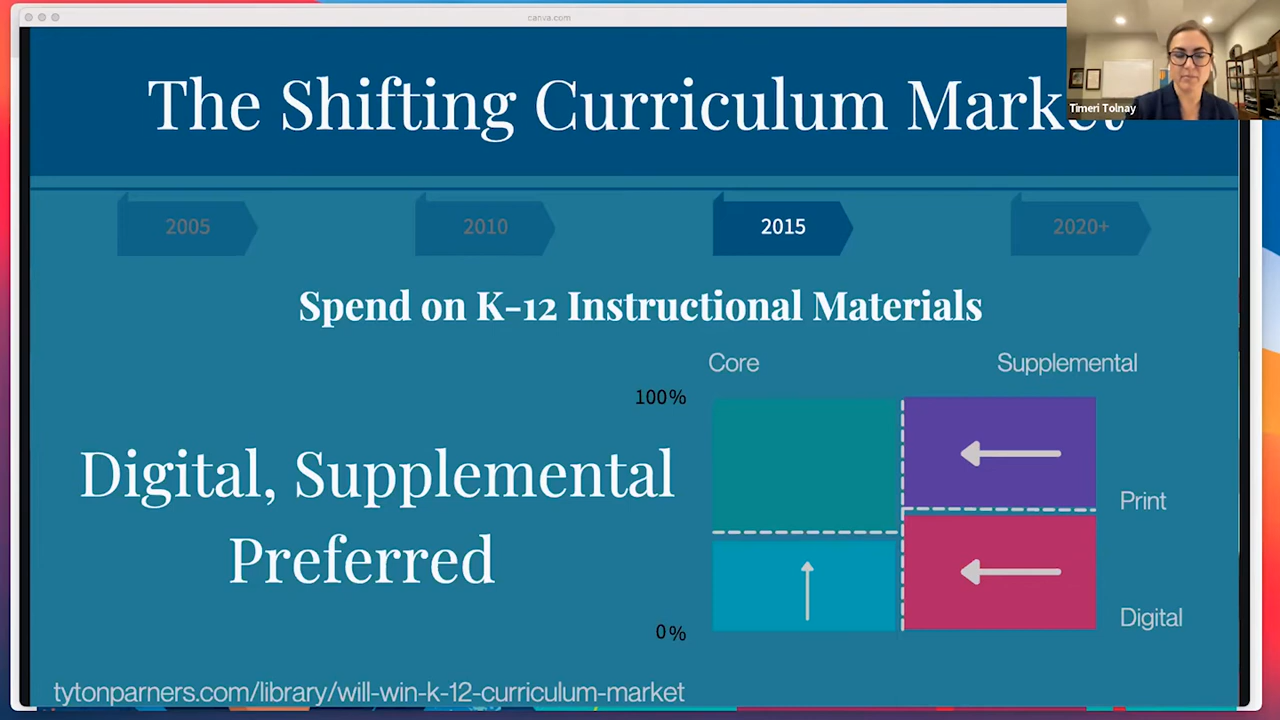 canva.com
The Shifting Curriculum Market
Timeri Tolnay
2005
2010
2015
2020+
Spend on K-12 Instructional Materials
Core
Supplemental
100%
Digital, Supplemental
Preferred
Print
Digital
0%
tytonparners.com/library/will-win-k-12-curriculum-market